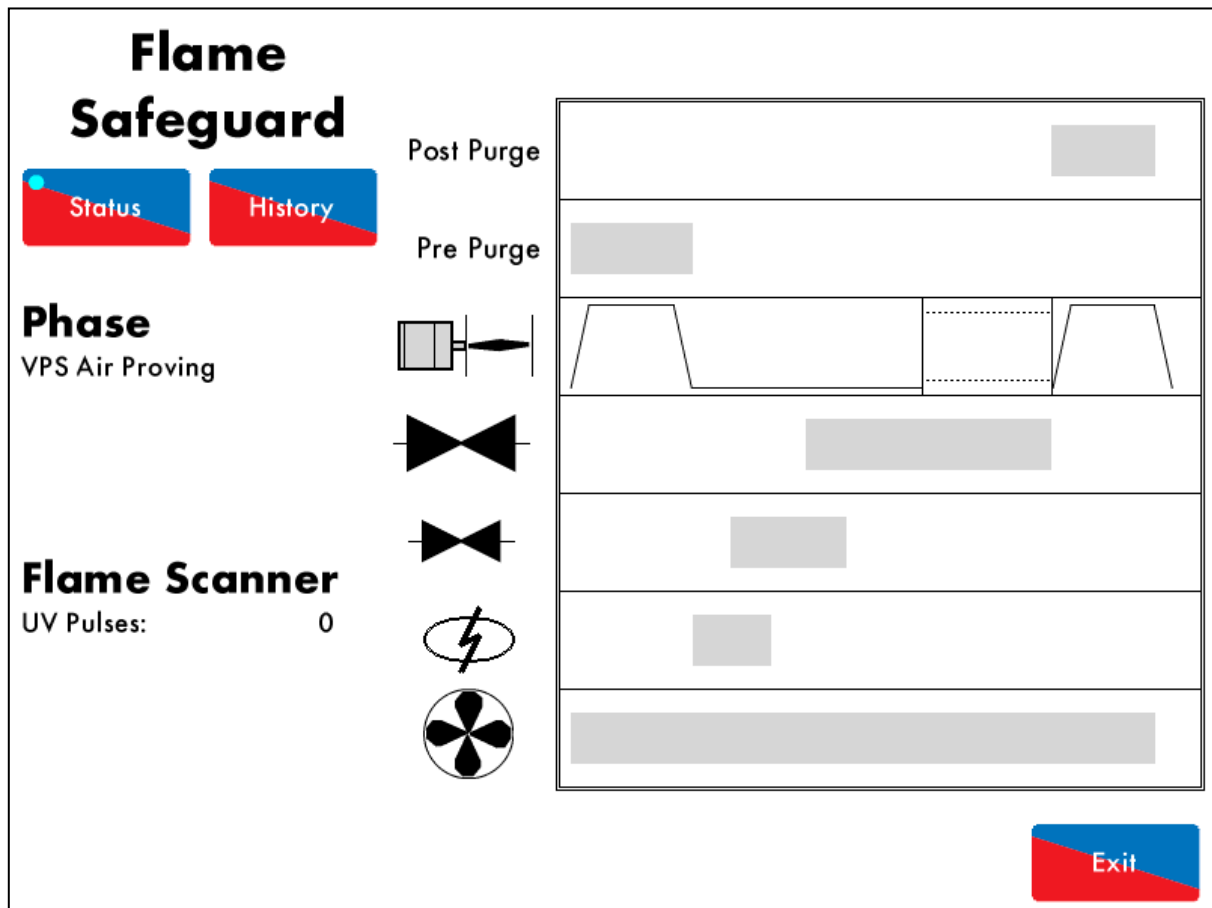 Flame
Safeguard
Status
History
Post Purge
Pre Purge
Phase
VPS Air Proving
Flame Scanner
UV Pulses: 0
Exit